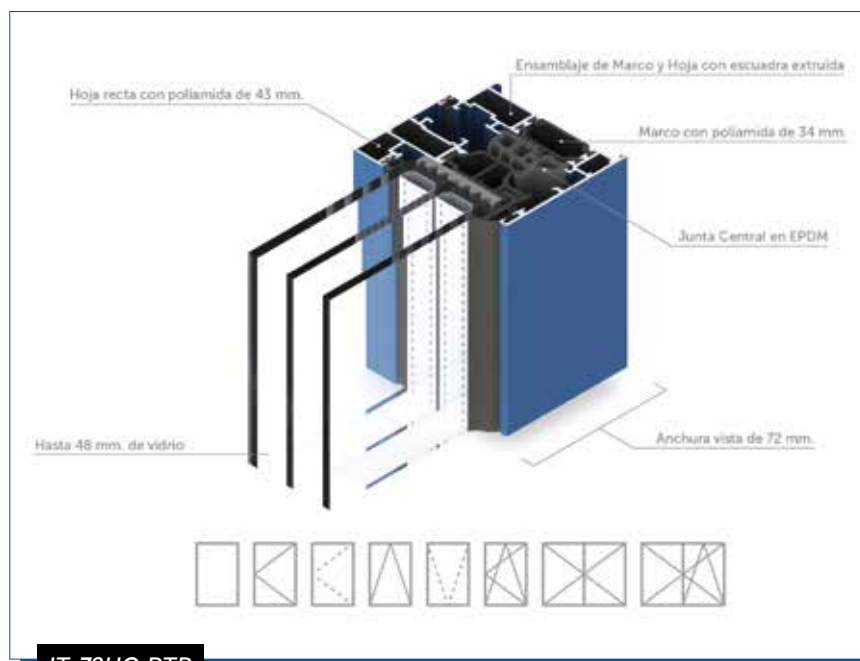 Ensamblaje de Marco y Hoja con escuadra extruída
Hoja recta con poliamida de 43 mm.
Marco con poliamida de 34 mm.
Junta Central en EPDM
Hasta 48 mm. de vidrio
Anchura vista de 72 mm.